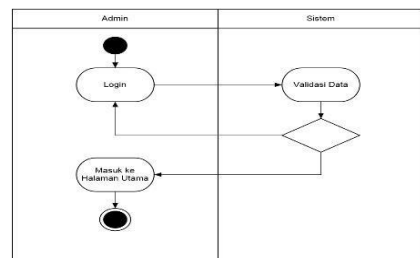 Admin
Sistem
Login
Validasi Data
Masuk ke
Halaman Utama